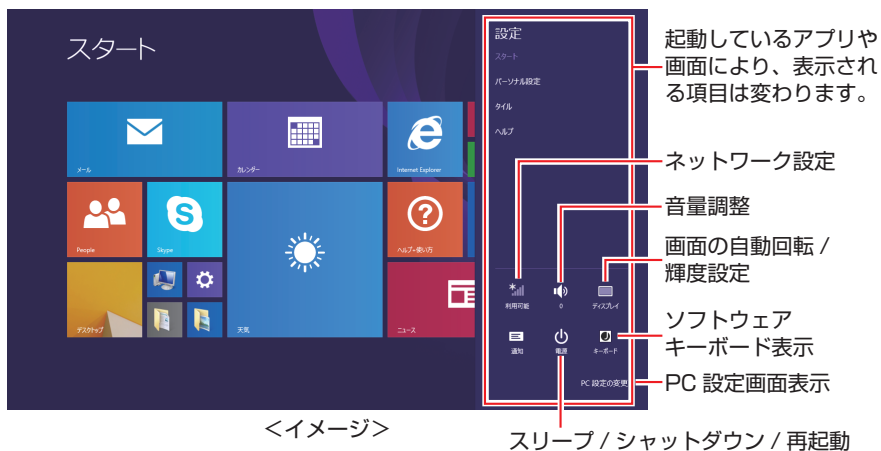 スタート
メール
カレンダー
Internet Explorer
People
Skype
ヘルプ+使い方
デスクトップ
天気
ニュース
設定
スタート
パーソナル設定
タイル
ヘルプ
利用可能
0
ディスプレイ
通知
電源
キーボード
PC 設定の変更
起動しているアプリや
画面により、表示され
る項目は変わります。
ネットワーク設定
音量調整
画面の自動回転 /
輝度設定
ソフトウェア
キーボード表示
PC 設定画面表示
スリープ / シャットダウン / 再起動
＜イメージ＞